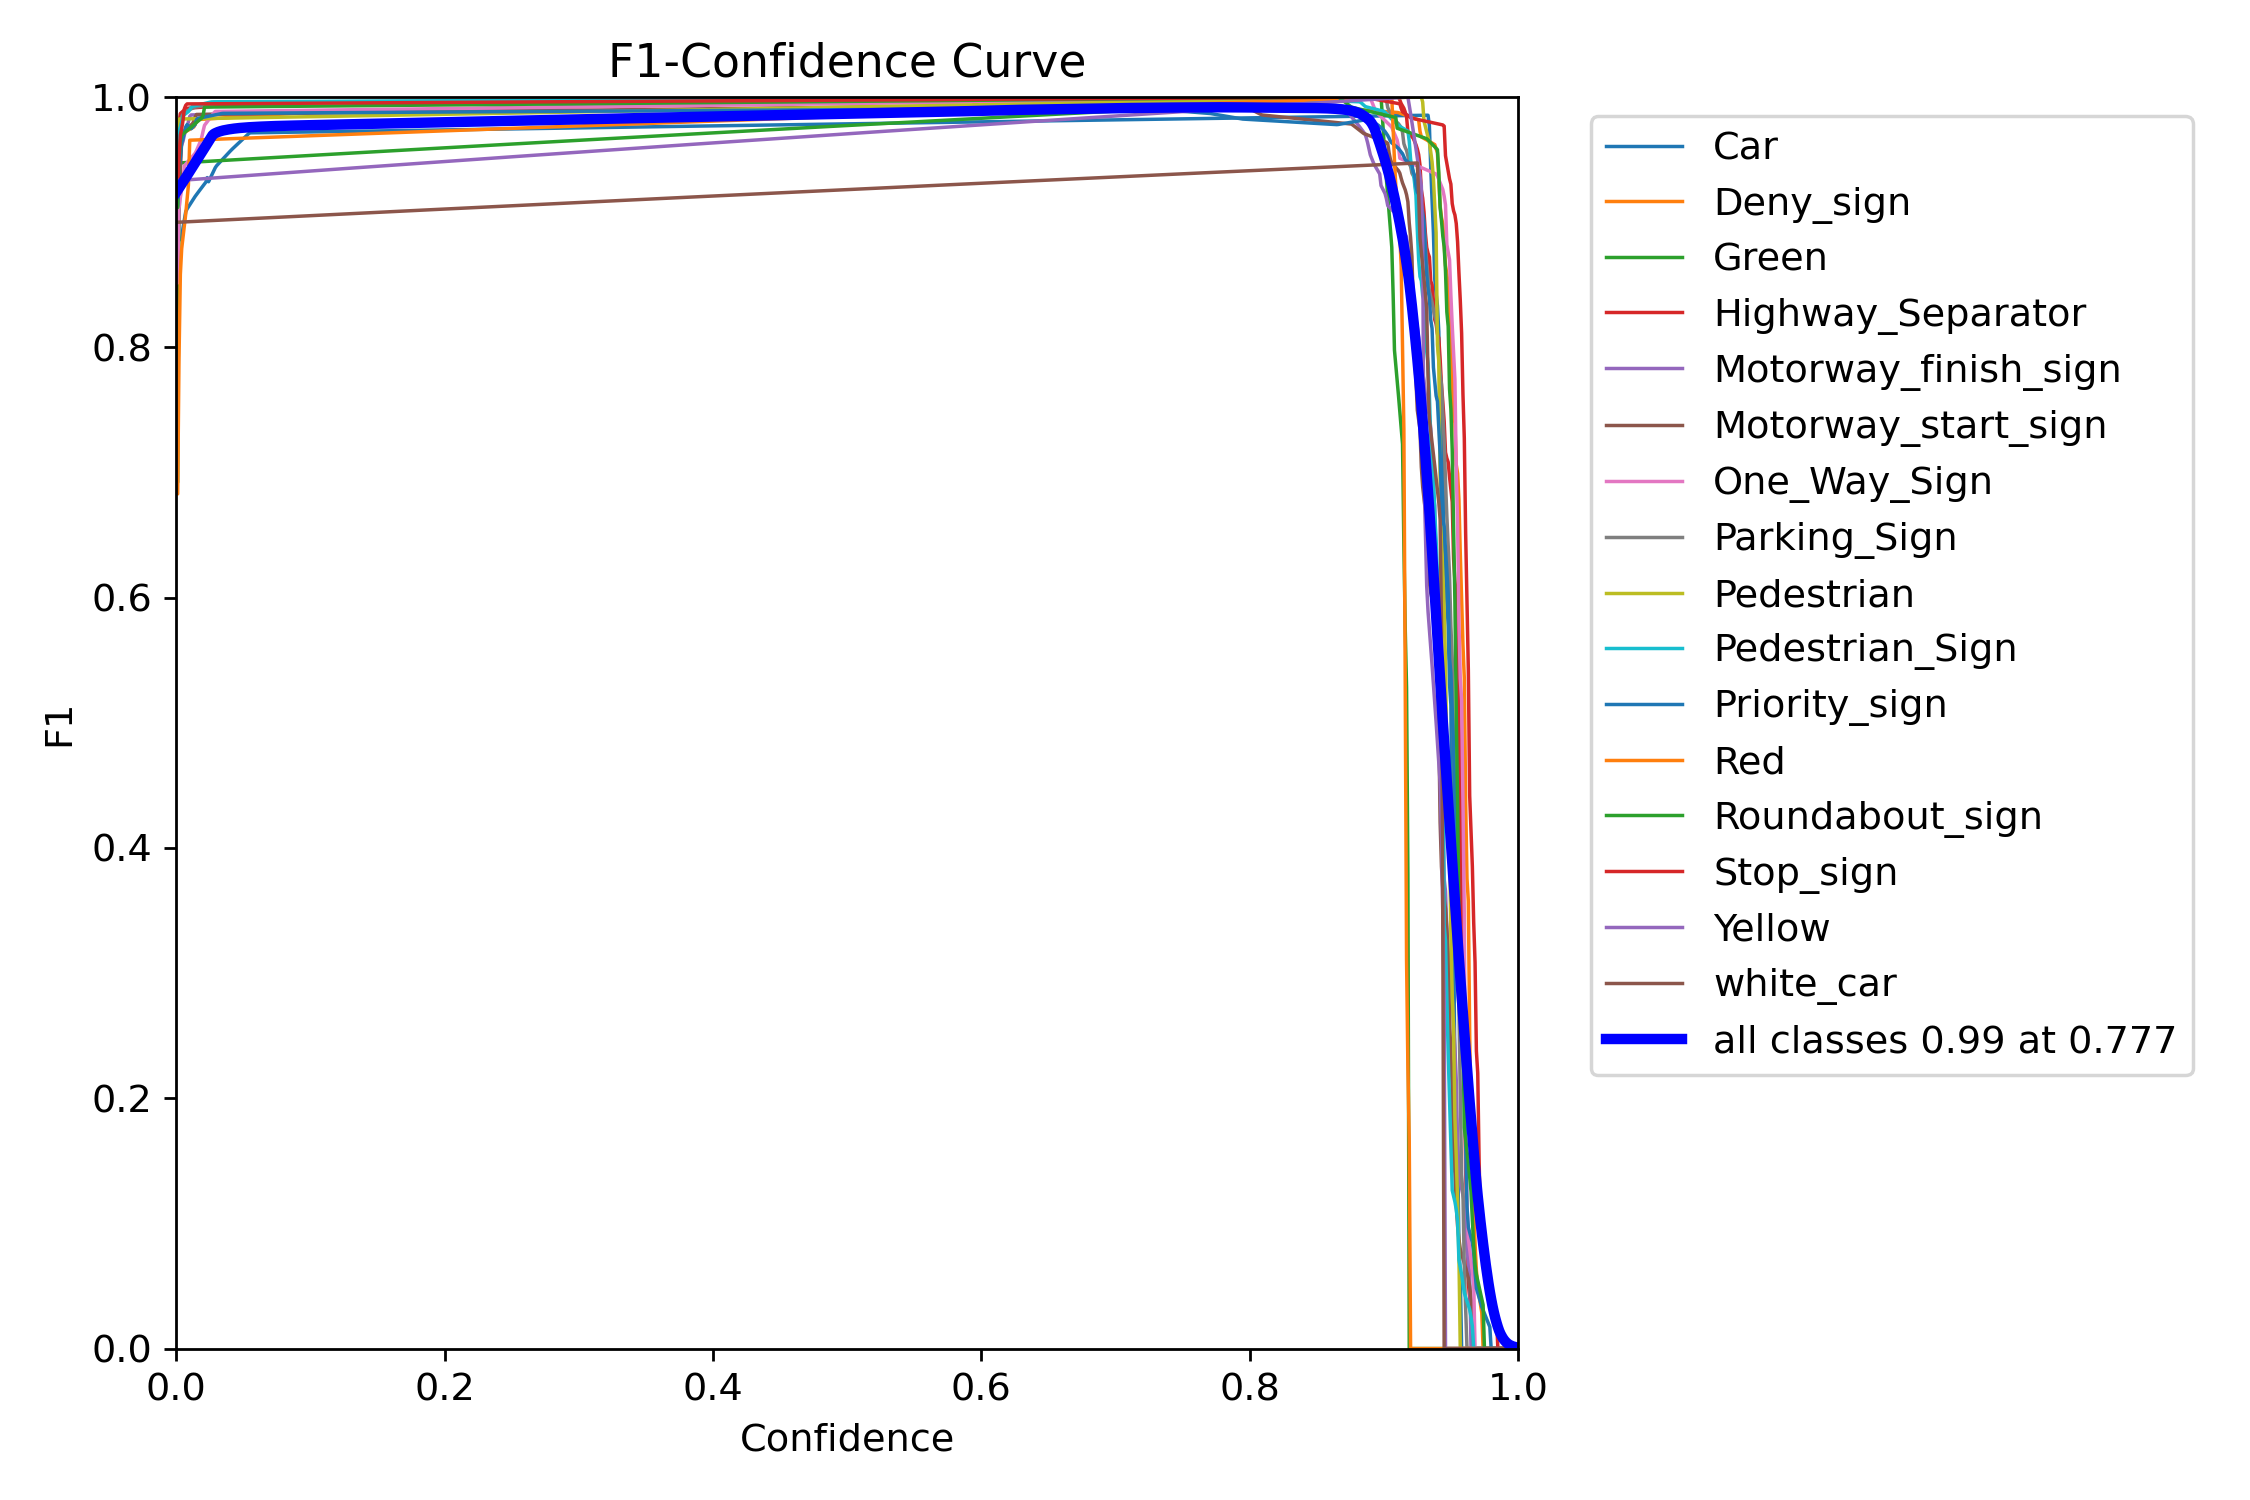 F1-Confidence Curve
1.0
0.8
0.6
0.4
0.2
0.0
F1
0.0 0.2 0.4 0.6 0.8 1.0
Confidence
Car
Deny_sign
Green
Highway_Separator
Motorway_finish_sign
Motorway_start_sign
One_Way_Sign
Parking_Sign
Pedestrian
Pedestrian_Sign
Priority_sign
Red
Roundabout_sign
Stop_sign
Yellow
white_car
all classes 0.99 at 0.777